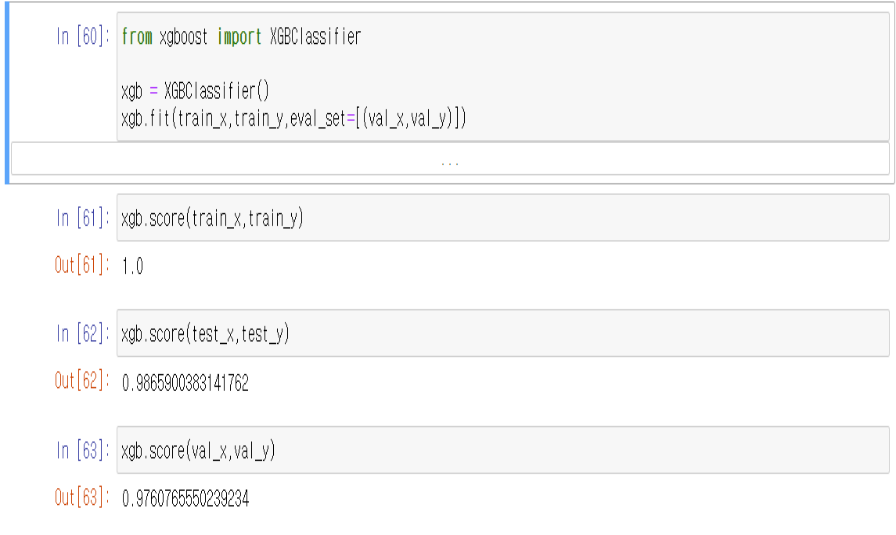 In [60]: from xgboost import XGBClassifier
xgb = XGBClassifier()
xgb.fit(train_x,train_y,eval_set=[(val_x,val_y)])
...
In [61]: xgb.score(train_x,train_y)
Out[61]: 1.0
In [62]: xgb.score(test_x,test_y)
Out[62]: 0.9865900383141762
In [63]: xgb.score(val_x,val_y)
Out[63]: 0.9760765550239234